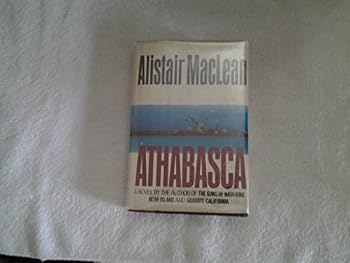 Alistair MacLean
ATHABASCA
A NOVEL BY THE AUTHOR OF THE GUNS OF NAVARONE
BEAR ISLAND AND GOODBYE CALIFORNIA